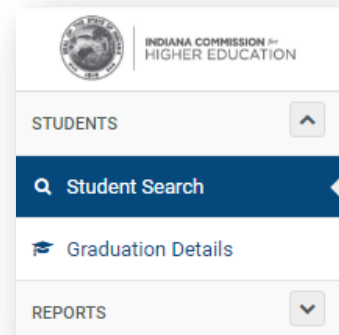 INDIANA COMMISSION for
HIGHER EDUCATION
STUDENTS
Student Search
Graduation Details
REPORTS